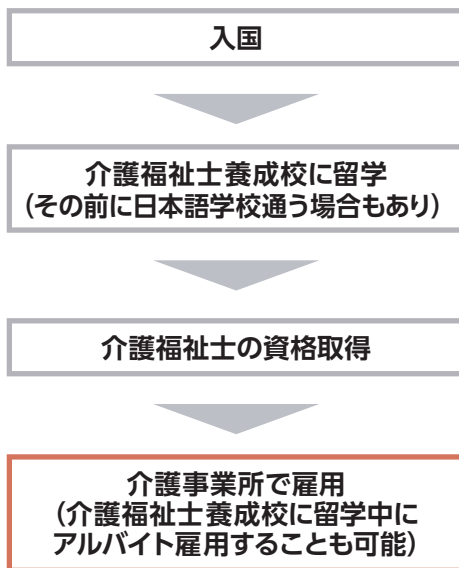 入国
介護福祉士養成校に留学
(その前に日本語学校通う場合もあり)
介護福祉士の資格取得
介護事業所で雇用
(介護福祉士養成校に留学中に
アルバイト雇用することも可能)